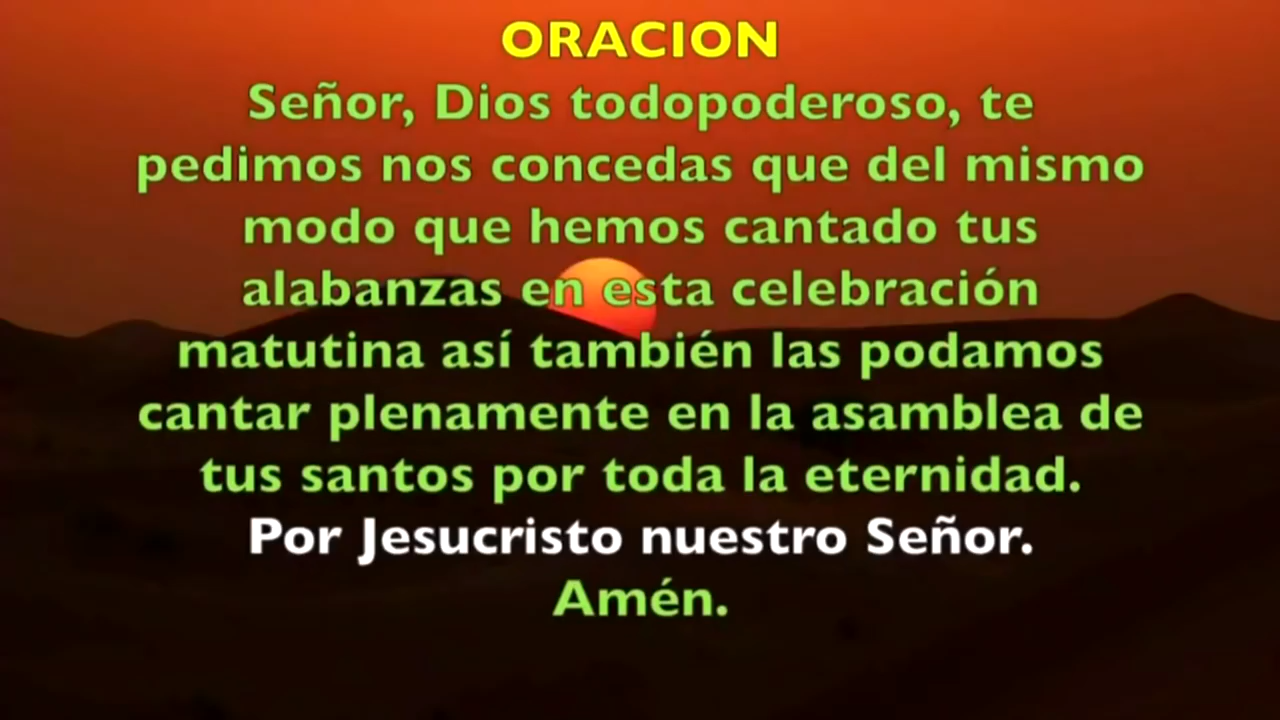 ORACION
Señor, Dios todopoderoso, te
pedimos nos concedas que del mismo
modo que hemos cantado tus
alabanzas en esta celebración
matutina así también las podamos
cantar plenamente en la asamblea de
tus santos por toda la eternidad.
Por Jesucristo nuestro Señor.
Amén.